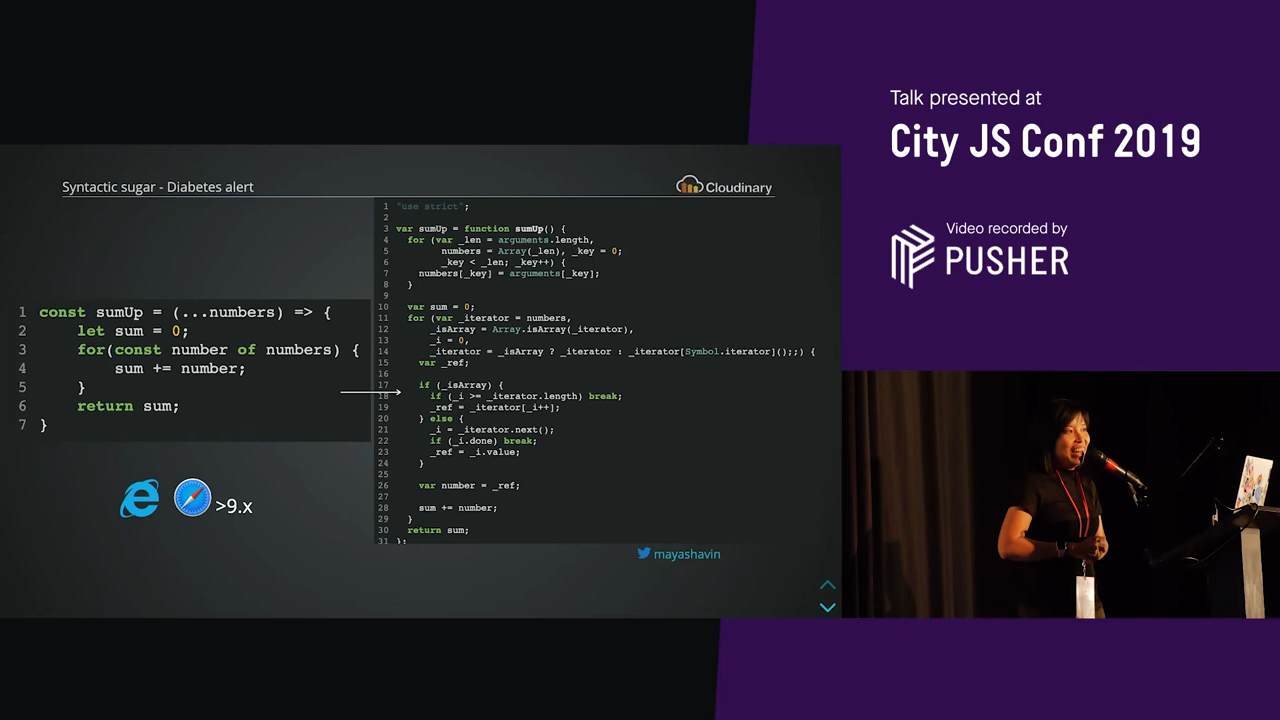 Talk presented at
City JS Conf 2019
Video recorded by
PUSHER
Syntactic sugar - Diabetes alert
Cloudinary
1 const sumUp = (...numbers) => {
2 let sum = 0;
3 for(const number of numbers) {
4 sum += number;
5 }
6 return sum;
7 }
>9.x
1 "use strict";
2
3 var sumUp = function sumUp() {
4 for (var _len = arguments.length,
5 numbers = Array(_len), _key = 0;
6 _key < _len; _key++) {
7 numbers[_key] = arguments[_key];
8 }
9
10 var sum = 0;
11 for (var _iterator = numbers,
12 _isArray = Array.isArray(_iterator),
13 _i = 0,
14 _iterator = _isArray ? _iterator : _iterator[Symbol.iterator]();;) {
15 var _ref;
16
17 if (_isArray) {
18 if (_i >= _iterator.length) break;
19 _ref = _iterator[_i++];
20 } else {
21 _i = _iterator.next();
22 if (_i.done) break;
23 _ref = _i.value;
24 }
25
26 var number = _ref;
27
28 sum += number;
29 }
30 return sum;
31 };
mayashavin